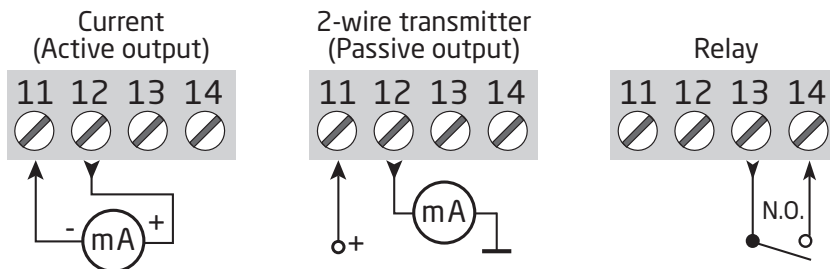 Current
(Active output)
11 12 13 14
- mA +
2-wire transmitter
(Passive output)
11 12 13 14
+ mA
Relay
11 12 13 14
N.O.